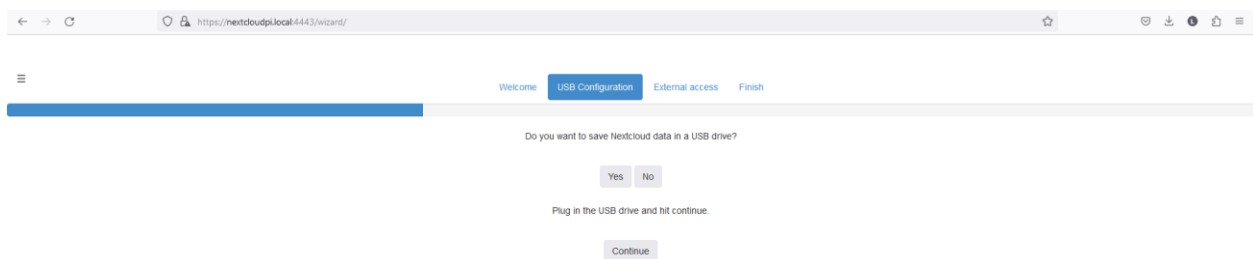 https://nextcloudpi.local:4443/wizard/
Welcome USB Configuration External access Finish
Do you want to save Nextcloud data in a USB drive?
Yes No
Plug in the USB drive and hit continue.
Continue